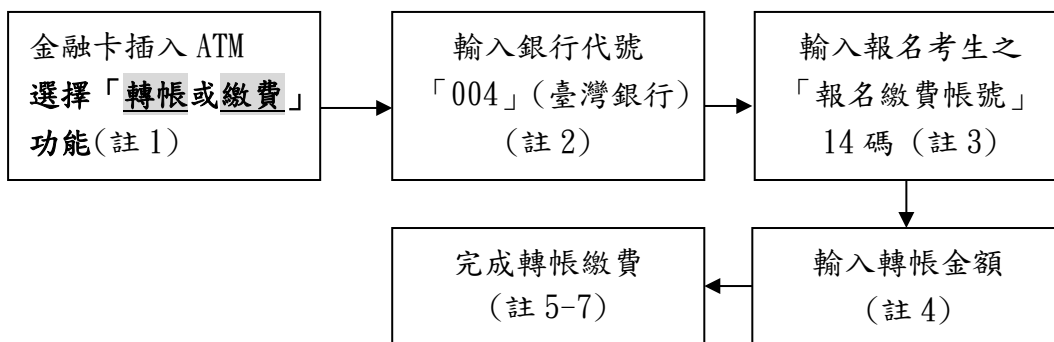 金融卡插入 ATM
選擇「轉帳或繳費」
功能(註 1)
輸入銀行代號
「004」(臺灣銀行)
(註 2)
輸入報名考生之
「報名繳費帳號」
14 碼 (註 3)
輸入轉帳金額
(註 4)
完成轉帳繳費
(註 5-7)